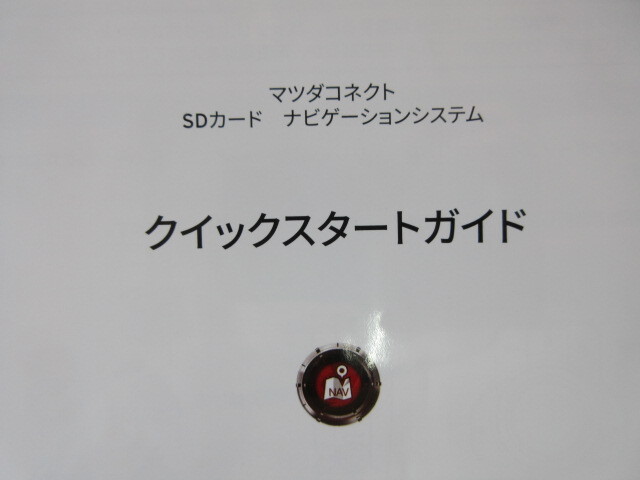 マツダコネクト
SDカード　ナビゲーションシステム
クイックスタートガイド
NAV